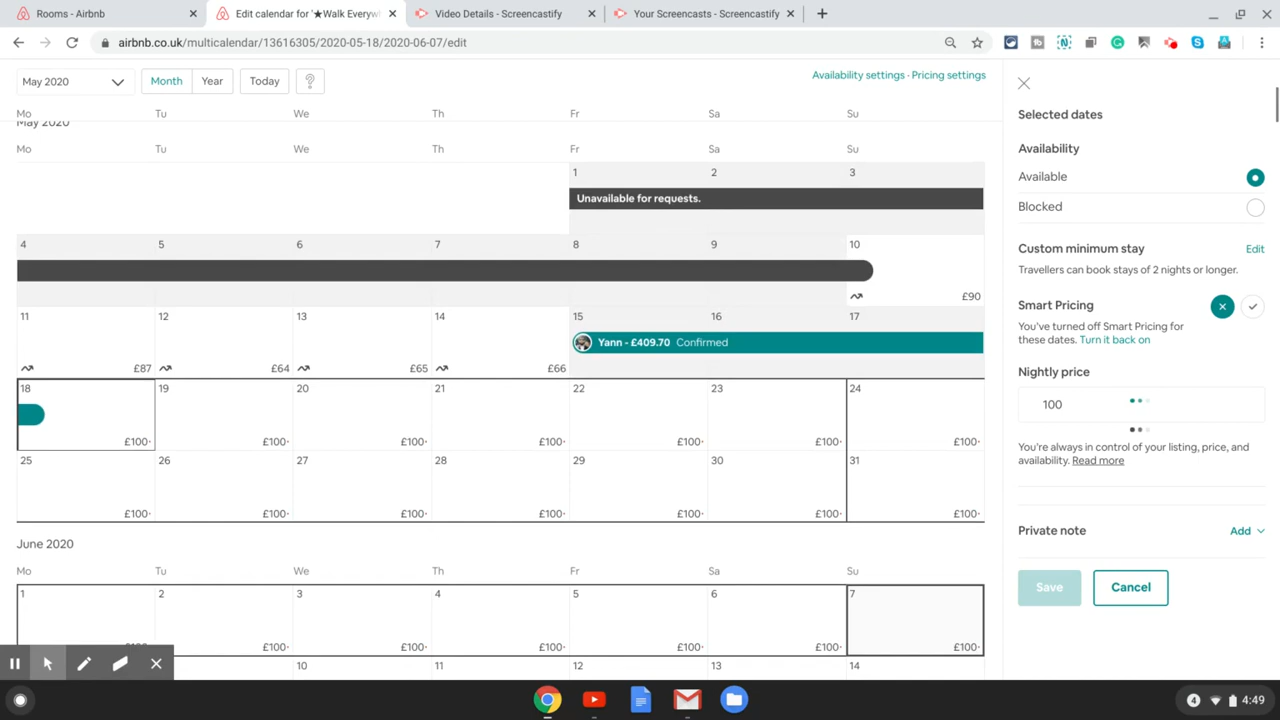 Rooms - Airbnb
Edit calendar for '★Walk Everyw
Video Details - Screencastify
Your Screencasts - Screencastify
airbnb.co.uk/multicalendar/13616305/2020-05-18/2020-06-07/edit
May 2020
Month
Year
Today
?
Availability settings · Pricing settings
Mo Tu We Th Fr Sa Su
May 2020
Mo Tu We Th Fr Sa Su
1 2 3
Unavailable for requests.
4 5 6 7 8 9 10
£90
11 12 13 14 15 16 17
Yann - £409.70 Confirmed
£87 £64 £65 £66
18 19 20 21 22 23 24
£100· £100· £100· £100· £100· £100· £100·
25 26 27 28 29 30 31
£100· £100· £100· £100· £100· £100· £100·
June 2020
Mo Tu We Th Fr Sa Su
1 2 3 4 5 6 7
£100· £100· £100· £100· £100· £100·
10 11 12 13 14
Selected dates
Availability
Available
Blocked
Custom minimum stay
Edit
Travellers can book stays of 2 nights or longer.
Smart Pricing
You've turned off Smart Pricing for
these dates. Turn it back on
Nightly price
100
You're always in control of your listing, price, and
availability. Read more
Private note
Add
Save
Cancel
4
4:49